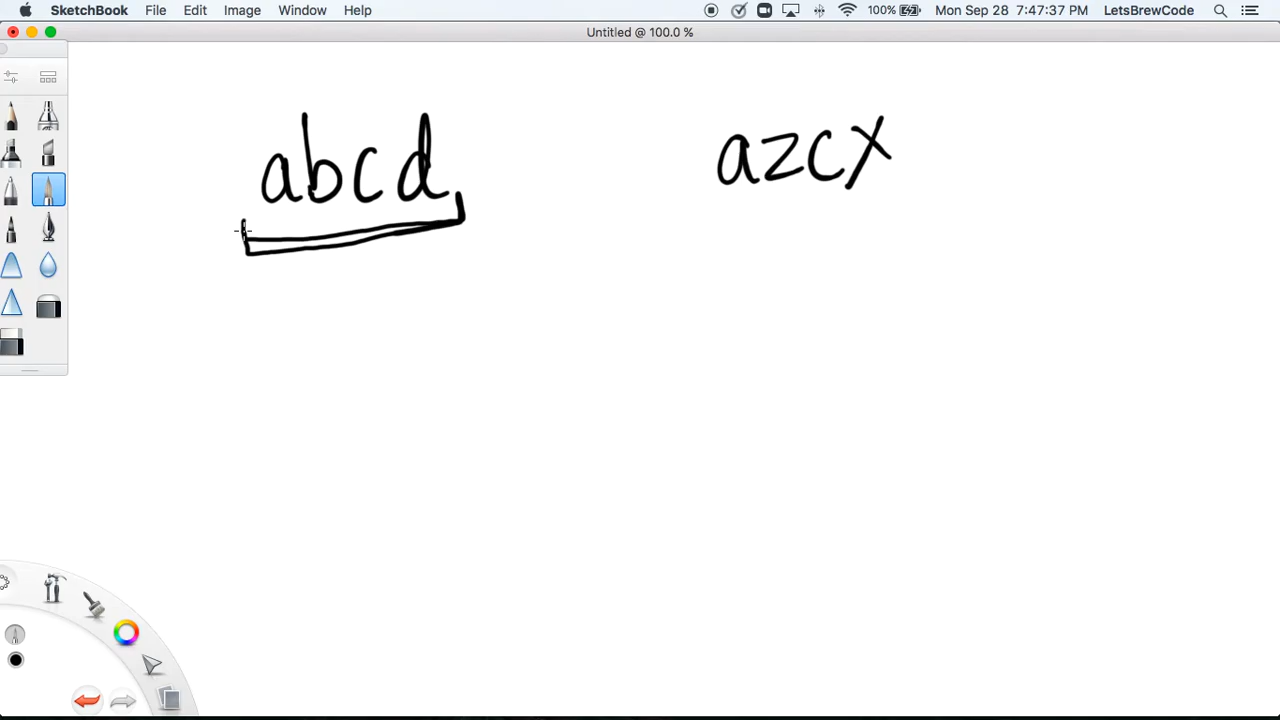 SketchBook File Edit Image Window Help 100% Mon Sep 28 7:47:37 PM LetsBrewCode
Untitled @ 100.0 %
abcd azcx